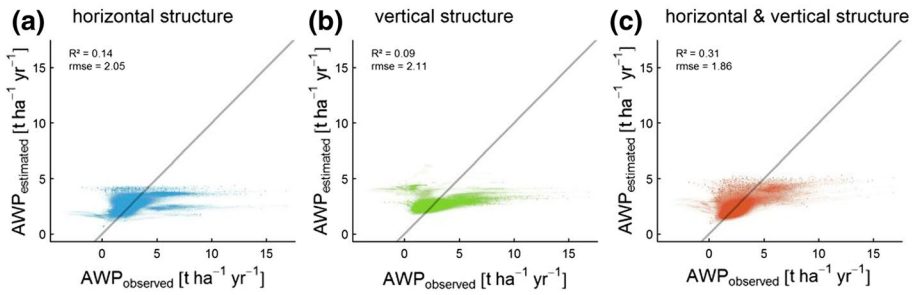 (a) horizontal structure
R² = 0.14
rmse = 2.05
AWPestimated [t ha⁻¹ yr⁻¹]
15
10
5
0
0 5 10 15
AWPobserved [t ha⁻¹ yr⁻¹]
(b) vertical structure
R² = 0.09
rmse = 2.11
AWPestimated [t ha⁻¹ yr⁻¹]
15
10
5
0
0 5 10 15
AWPobserved [t ha⁻¹ yr⁻¹]
(c) horizontal & vertical structure
R² = 0.31
rmse = 1.86
AWPestimated [t ha⁻¹ yr⁻¹]
15
10
5
0
0 5 10 15
AWPobserved [t ha⁻¹ yr⁻¹]